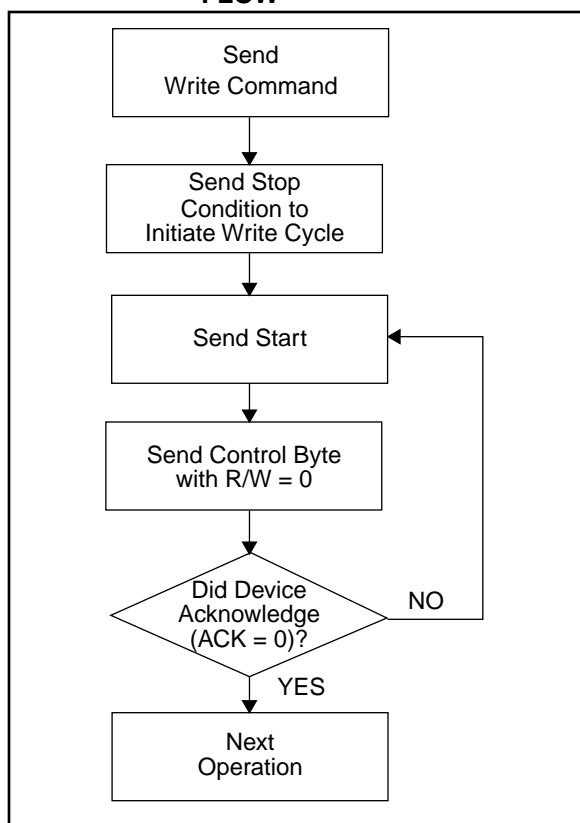 FLOW
Send
Write Command
Send Stop
Condition to
Initiate Write Cycle
Send Start
Send Control Byte
with R/W = 0
Did Device
Acknowledge
(ACK = 0)?
NO
YES
Next
Operation